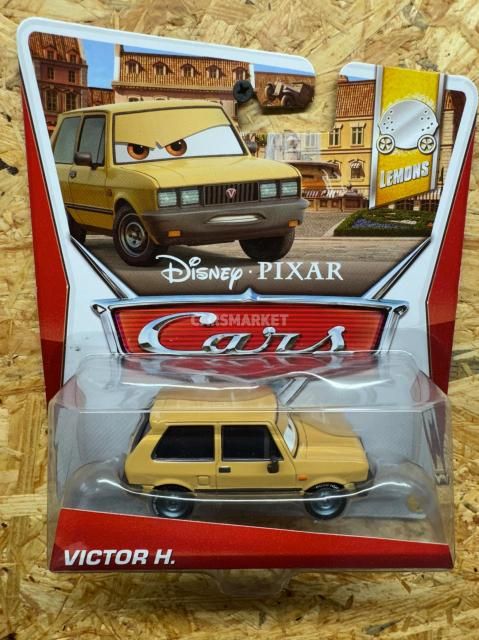 LEMONS
Disney · PIXAR
Cars
CARSMARKET
VICTOR H.